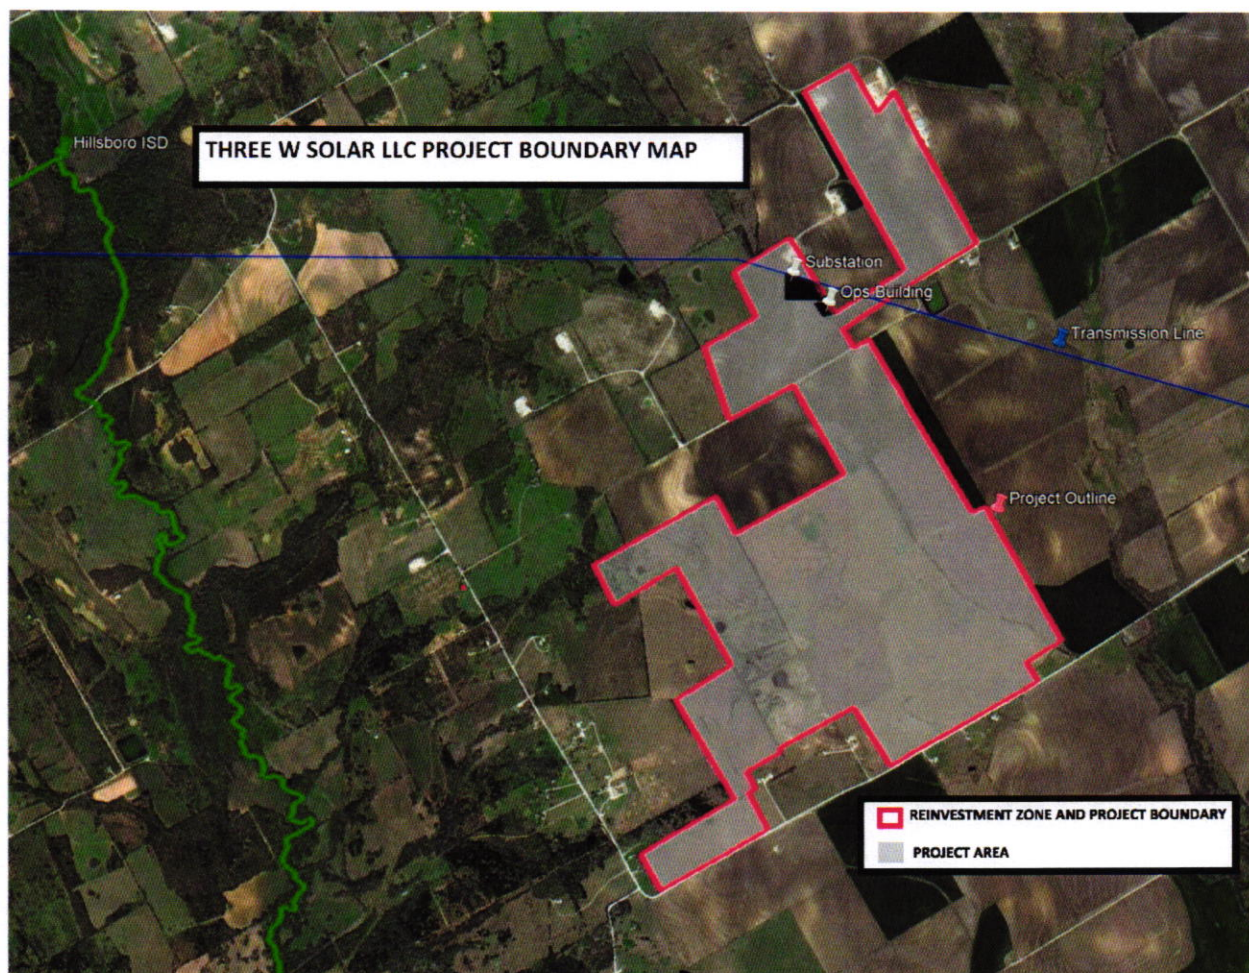 Hillsboro ISD
THREE W SOLAR LLC PROJECT BOUNDARY MAP
Substation
Ops Building
Transmission Line
Project Outline
REINVESTMENT ZONE AND PROJECT BOUNDARY
PROJECT AREA